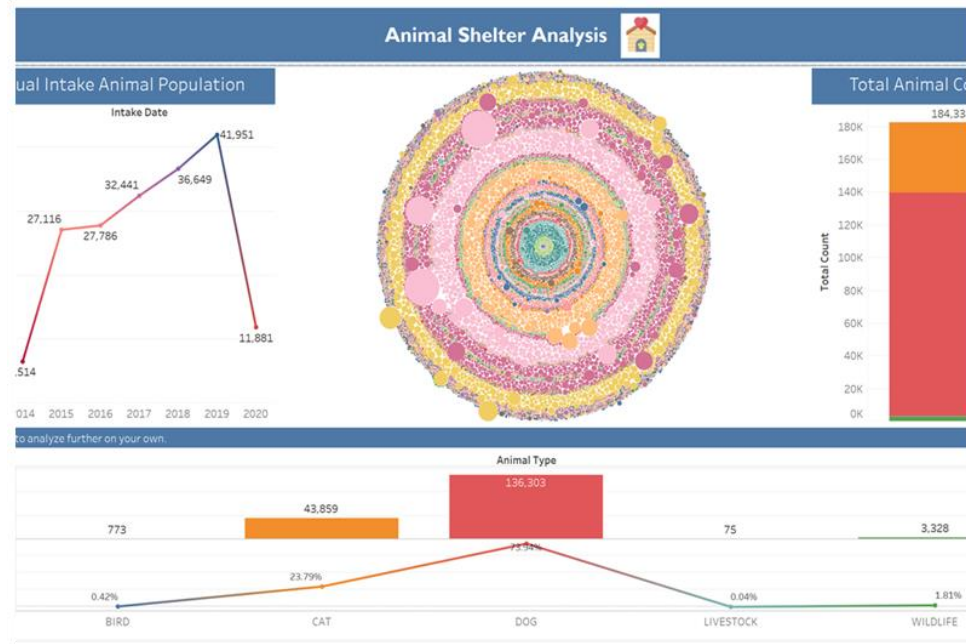 Animal Shelter Analysis
ual Intake Animal Population
Total Animal Co
Intake Date
41,951
36,649
32,441
27,116
27,786
11,881
.514
014 2015 2016 2017 2018 2019 2020
184,33
180K
160K
140K
120K
100K
80K
60K
40K
20K
0K
Total Count
to analyze further on your own.
Animal Type
773
43,859
136,303
75
3,328
0.42%
23.79%
73.94%
0.04%
1.81%
BIRD CAT DOG LIVESTOCK WILDLIFE